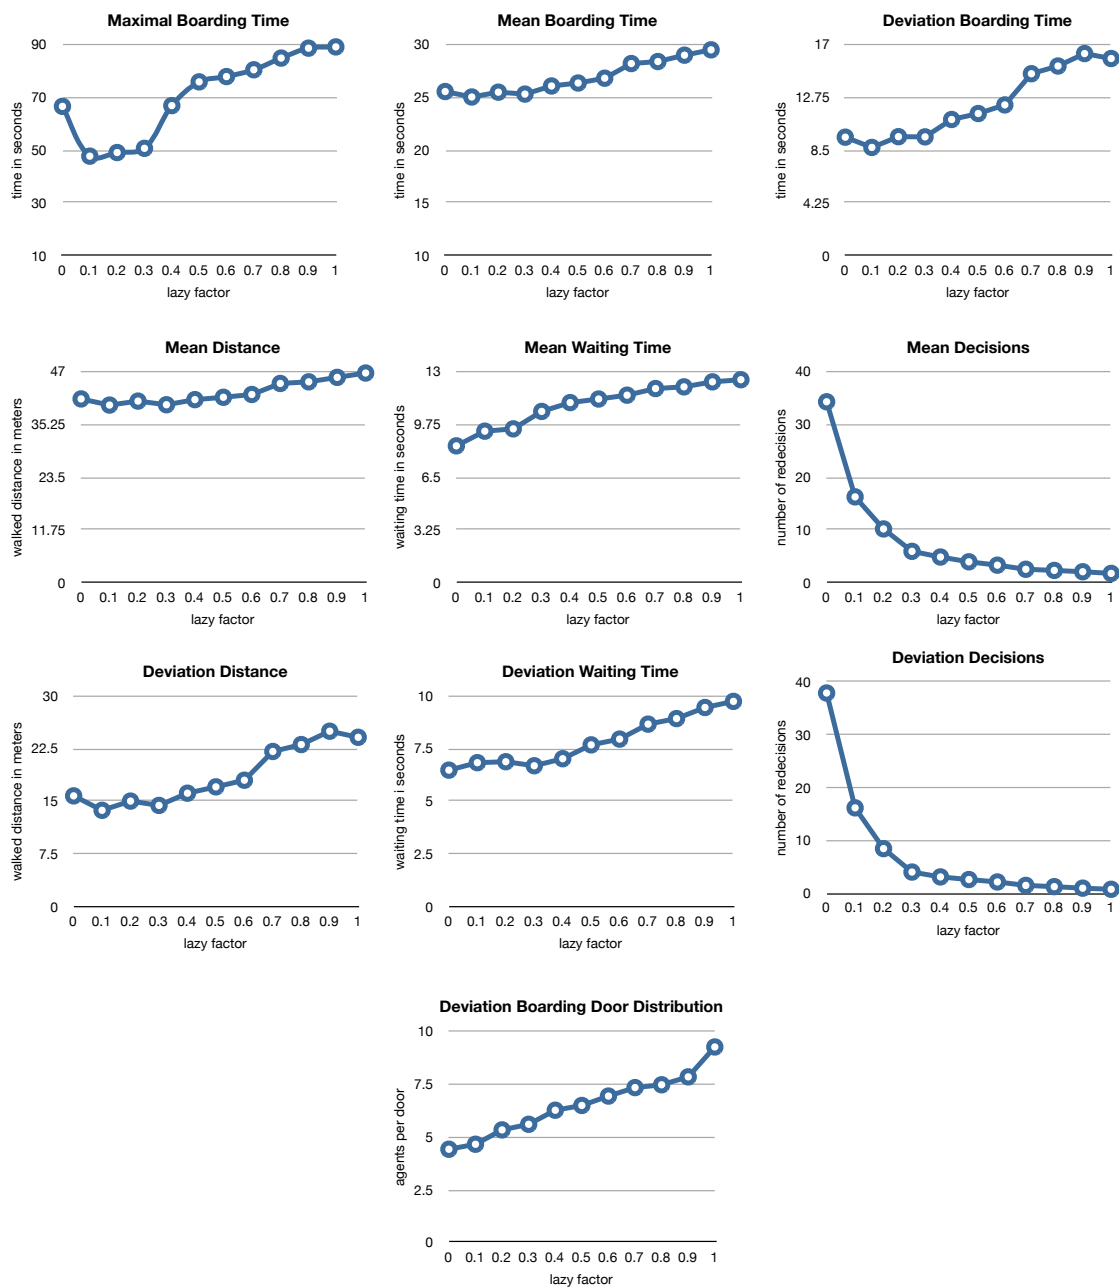 Maximal Boarding Time
90
70
50
30
10
time in seconds
0 0.1 0.2 0.3 0.4 0.5 0.6 0.7 0.8 0.9 1
lazy factor
Mean Boarding Time
30
25
20
15
10
time in seconds
0 0.1 0.2 0.3 0.4 0.5 0.6 0.7 0.8 0.9 1
lazy factor
Deviation Boarding Time
17
12.75
8.5
4.25
0
time in seconds
0 0.1 0.2 0.3 0.4 0.5 0.6 0.7 0.8 0.9 1
lazy factor
Mean Distance
47
35.25
23.5
11.75
0
walked distance in meters
0 0.1 0.2 0.3 0.4 0.5 0.6 0.7 0.8 0.9 1
lazy factor
Mean Waiting Time
13
9.75
6.5
3.25
0
waiting time in seconds
0 0.1 0.2 0.3 0.4 0.5 0.6 0.7 0.8 0.9 1
lazy factor
Mean Decisions
40
30
20
10
0
number of redecisions
0 0.1 0.2 0.3 0.4 0.5 0.6 0.7 0.8 0.9 1
lazy factor
Deviation Distance
30
22.5
15
7.5
0
walked distance in meters
0 0.1 0.2 0.3 0.4 0.5 0.6 0.7 0.8 0.9 1
lazy factor
Deviation Waiting Time
10
7.5
5
2.5
0
waiting time i seconds
0 0.1 0.2 0.3 0.4 0.5 0.6 0.7 0.8 0.9 1
lazy factor
Deviation Decisions
40
30
20
10
0
number of redecisions
0 0.1 0.2 0.3 0.4 0.5 0.6 0.7 0.8 0.9 1
lazy factor
Deviation Boarding Door Distribution
10
7.5
5
2.5
0
agents per door
0 0.1 0.2 0.3 0.4 0.5 0.6 0.7 0.8 0.9 1
lazy factor